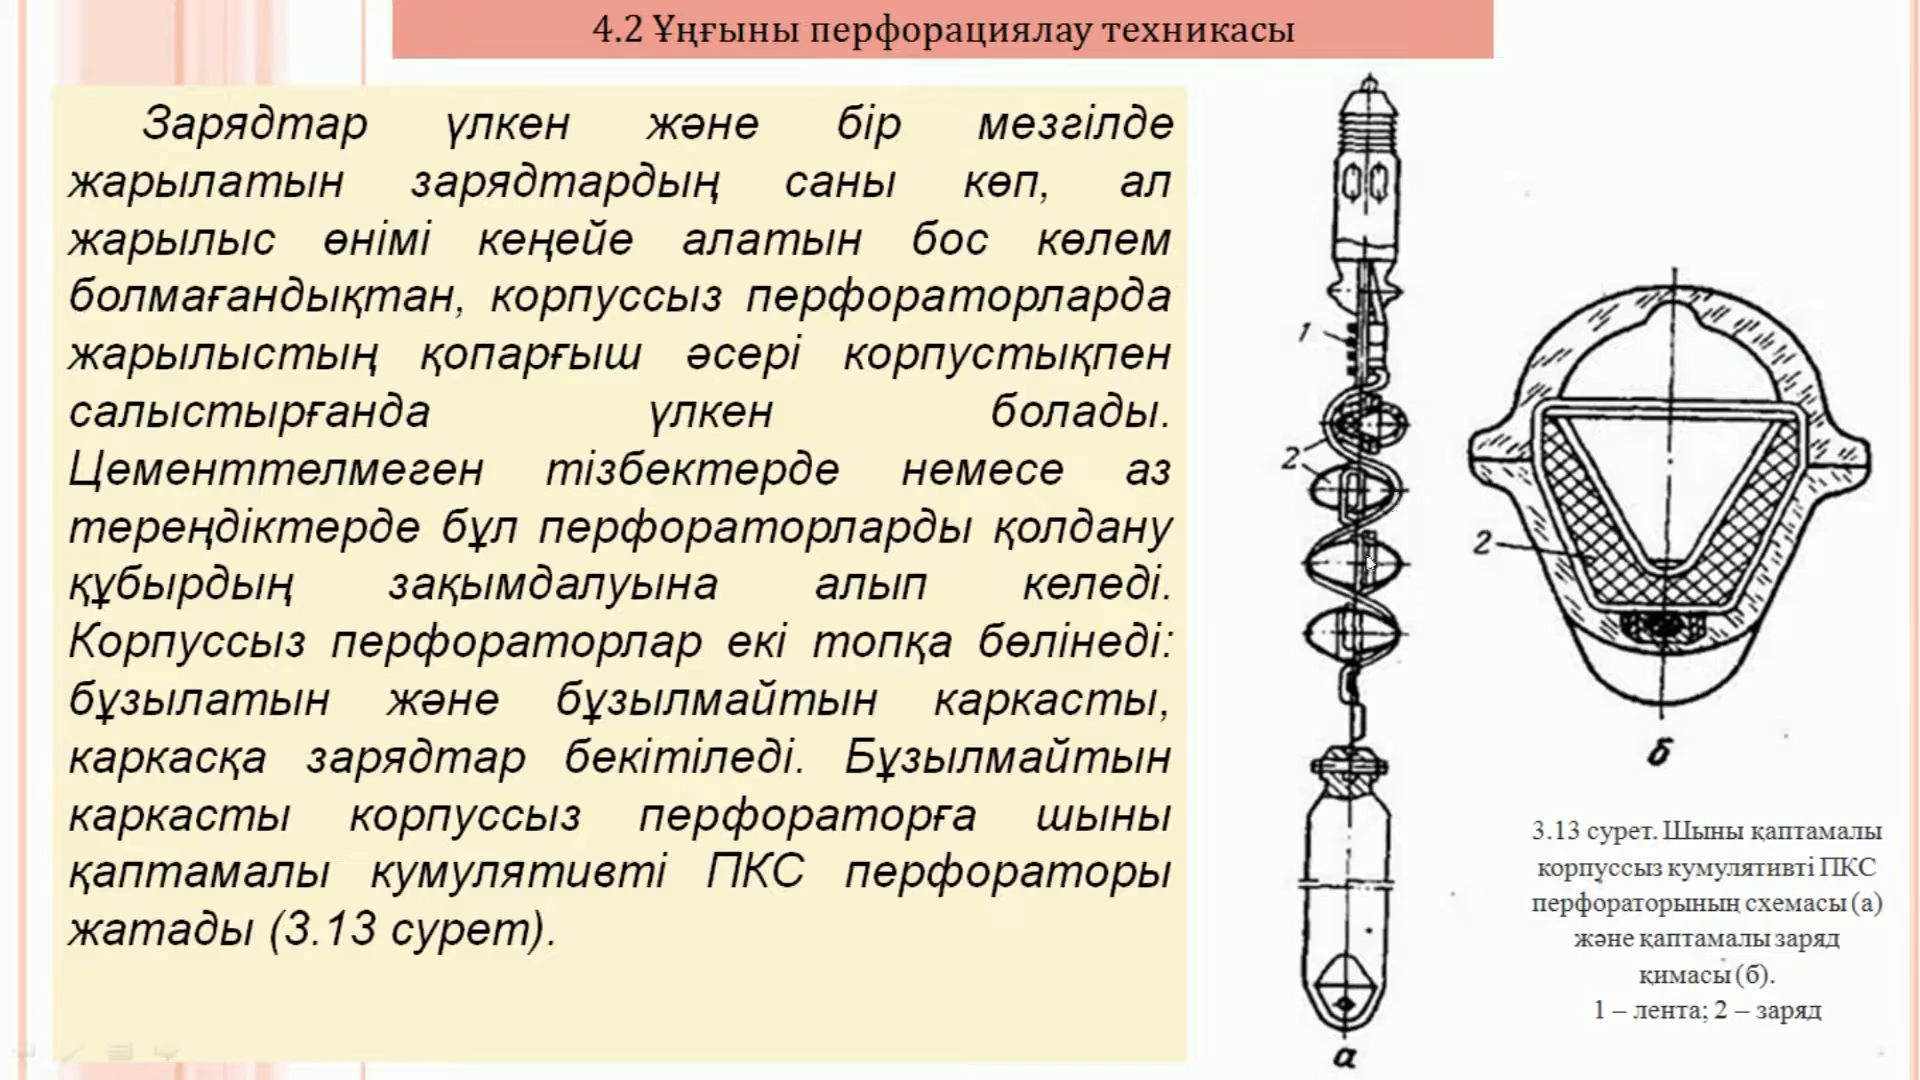 4.2 Ұңғыны перфорациялау техникасы
Зарядтар үлкен және бір мезгілде
жарылатын зарядтардың саны көп, ал
жарылыс өнімі кеңейе алатын бос көлем
болмағандықтан, корпуссыз перфораторларда
жарылыстың қопарғыш әсері корпустықпен
салыстырғанда үлкен болады.
Цементтелмеген тізбектерде немесе аз
тереңдіктерде бұл перфораторларды қолдану
құбырдың зақымдалуына алып келеді.
Корпуссыз перфораторлар екі топқа бөлінеді:
бұзылатын және бұзылмайтын каркасты,
каркасқа зарядтар бекітіледі. Бұзылмайтын
каркасты корпуссыз перфораторға шыны
қаптамалы кумулятивті ПКС перфораторы
жатады (3.13 сурет).
1
2
а
2
б
3.13 сурет. Шыны қаптамалы
корпуссыз кумулятивті ПКС
перфораторының схемасы (а)
және қаптамалы заряд
қимасы (б).
1 – лента; 2 – заряд